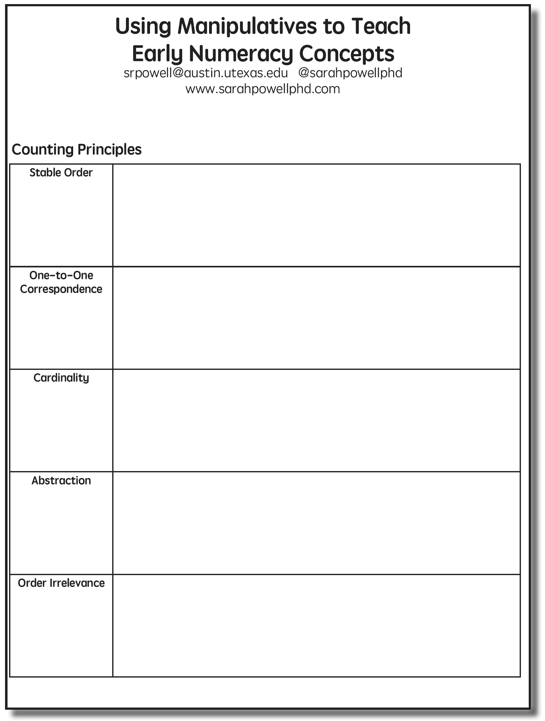 Using Manipulatives to Teach
Early Numeracy Concepts
srpowell@austin.utexas.edu @sarahpowellphd
www.sarahpowellphd.com
Counting Principles
Stable Order
One-to-One
Correspondence
Cardinality
Abstraction
Order Irrelevance